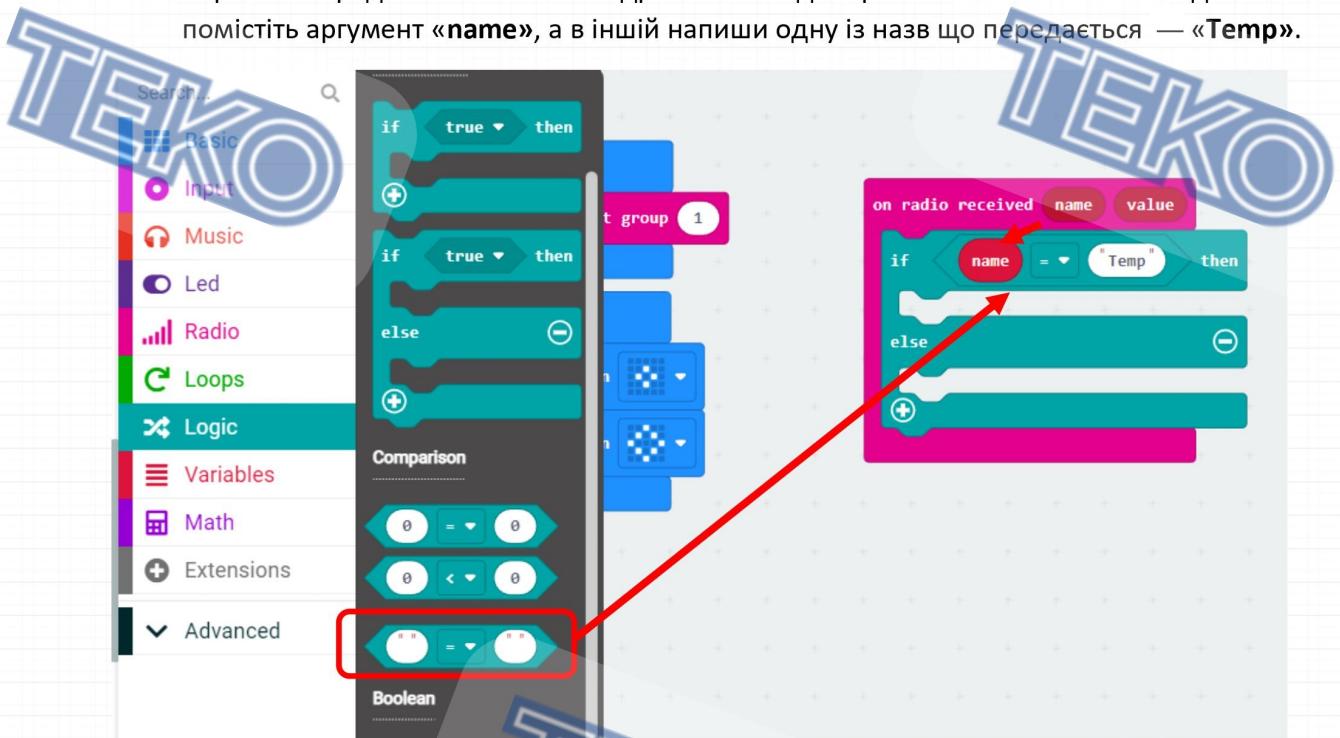 помістіть аргумент «name», а в іншій напиши одну із назв що передається — «Temp».
TEKO
TEKO
Search...
Basic
Input
Music
Led
Radio
Loops
Logic
Variables
Math
Extensions
Advanced
if true then
if true then
else
Comparison
0 = 0
0 < 0
" " = " "
Boolean
t group 1
n
n
on radio received name value
if name = "Temp" then
else